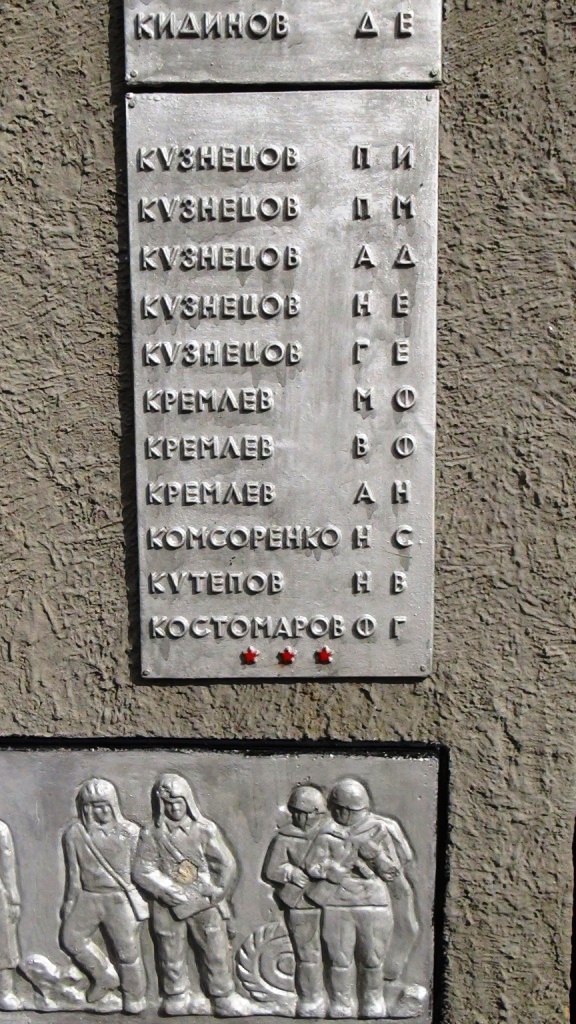 КИДИНОВ Д Е
КУЗНЕЦОВ П И
КУЗНЕЦОВ П М
КУЗНЕЦОВ А Д
КУЗНЕЦОВ Н Е
КУЗНЕЦОВ Г Е
КРЕМЛЕВ М Ф
КРЕМЛЕВ В Ф
КРЕМЛЕВ А Н
КОМСОРЕНКО Н С
КУТЕПОВ Н В
КОСТОМАРОВ Ф Г